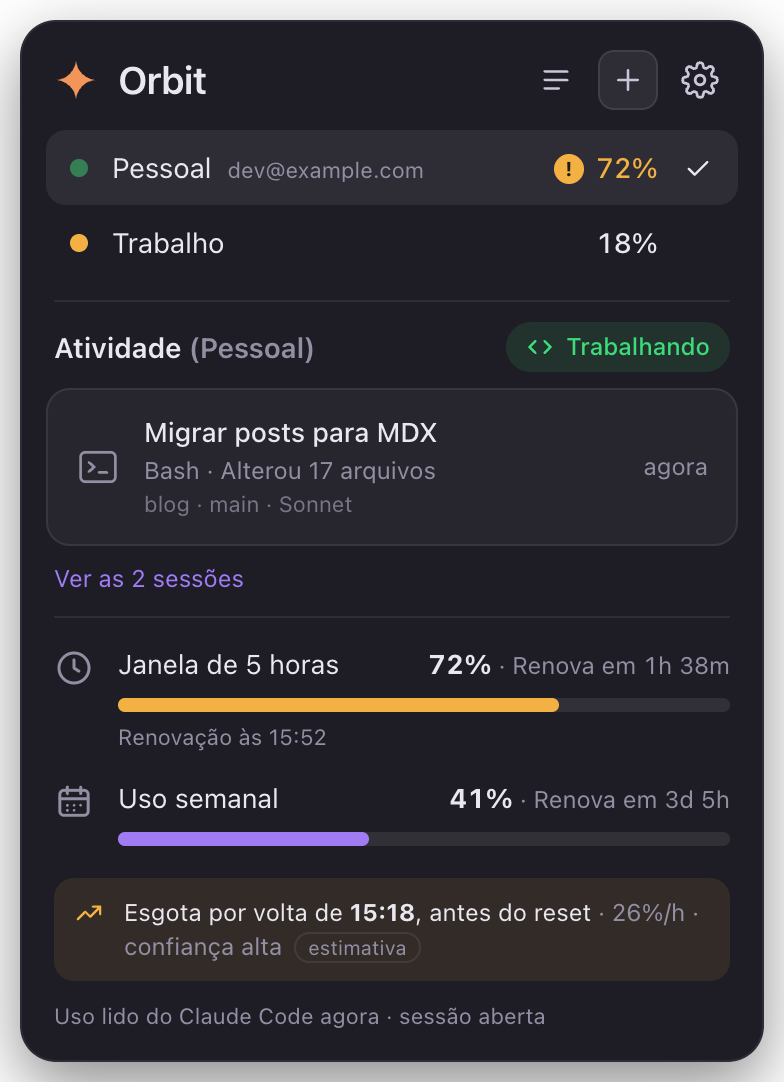 Orbit
Pessoal dev@example.com ! 72%
Trabalho 18%
Atividade (Pessoal) Trabalhando
Migrar posts para MDX
Bash · Alterou 17 arquivos agora
blog · main · Sonnet
Ver as 2 sessões
Janela de 5 horas 72% · Renova em 1h 38m
Renovação às 15:52
Uso semanal 41% · Renova em 3d 5h
Esgota por volta de 15:18, antes do reset · 26%/h ·
confiança alta estimativa
Uso lido do Claude Code agora · sessão aberta